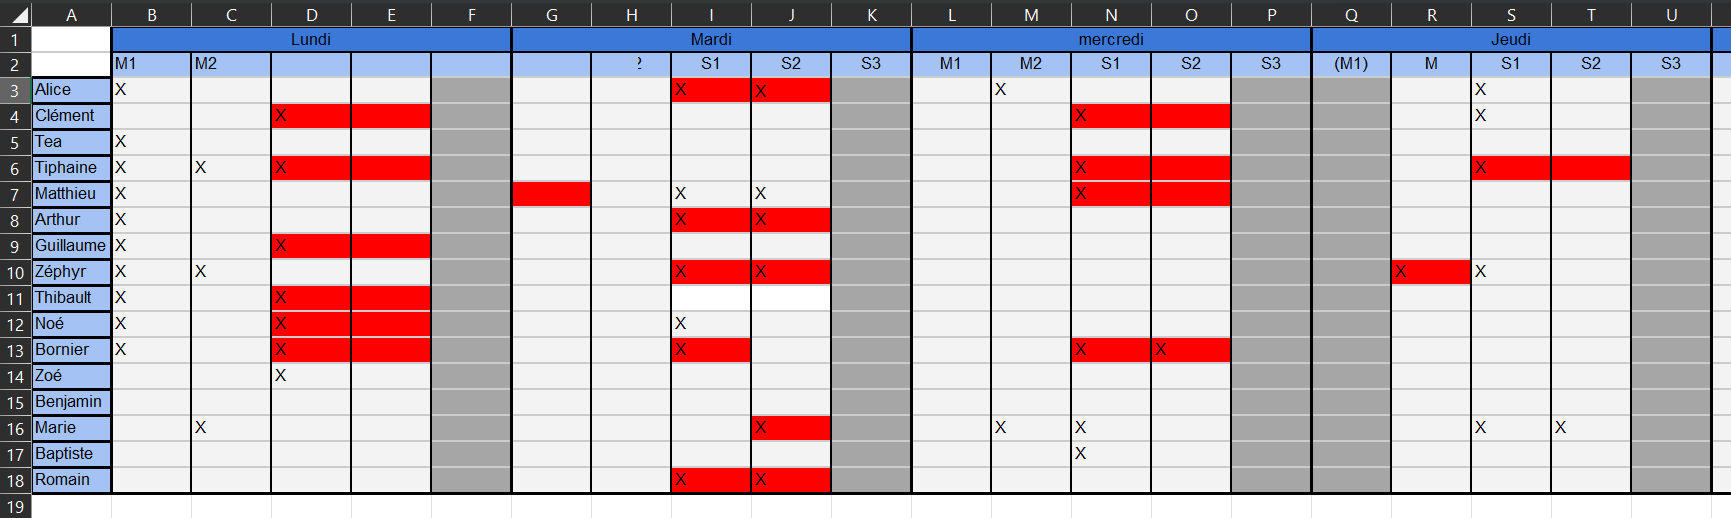 A B C D E F G H I J K L M N O P Q R S T U
1 Lundi Mardi mercredi Jeudi
2 M1 M2 S1 S2 S3 M1 M2 S1 S2 S3 (M1) M S1 S2 S3
3 Alice X X X X X
4 Clément X X X
5 Tea X
6 Tiphaine X X X X X
7 Matthieu X X X X
8 Arthur X X X
9 Guillaume X X
10 Zéphyr X X X X X X
11 Thibault X X
12 Noé X X X
13 Bornier X X X X X
14 Zoé X
15 Benjamin
16 Marie X X X X X X
17 Baptiste X
18 Romain X X
19